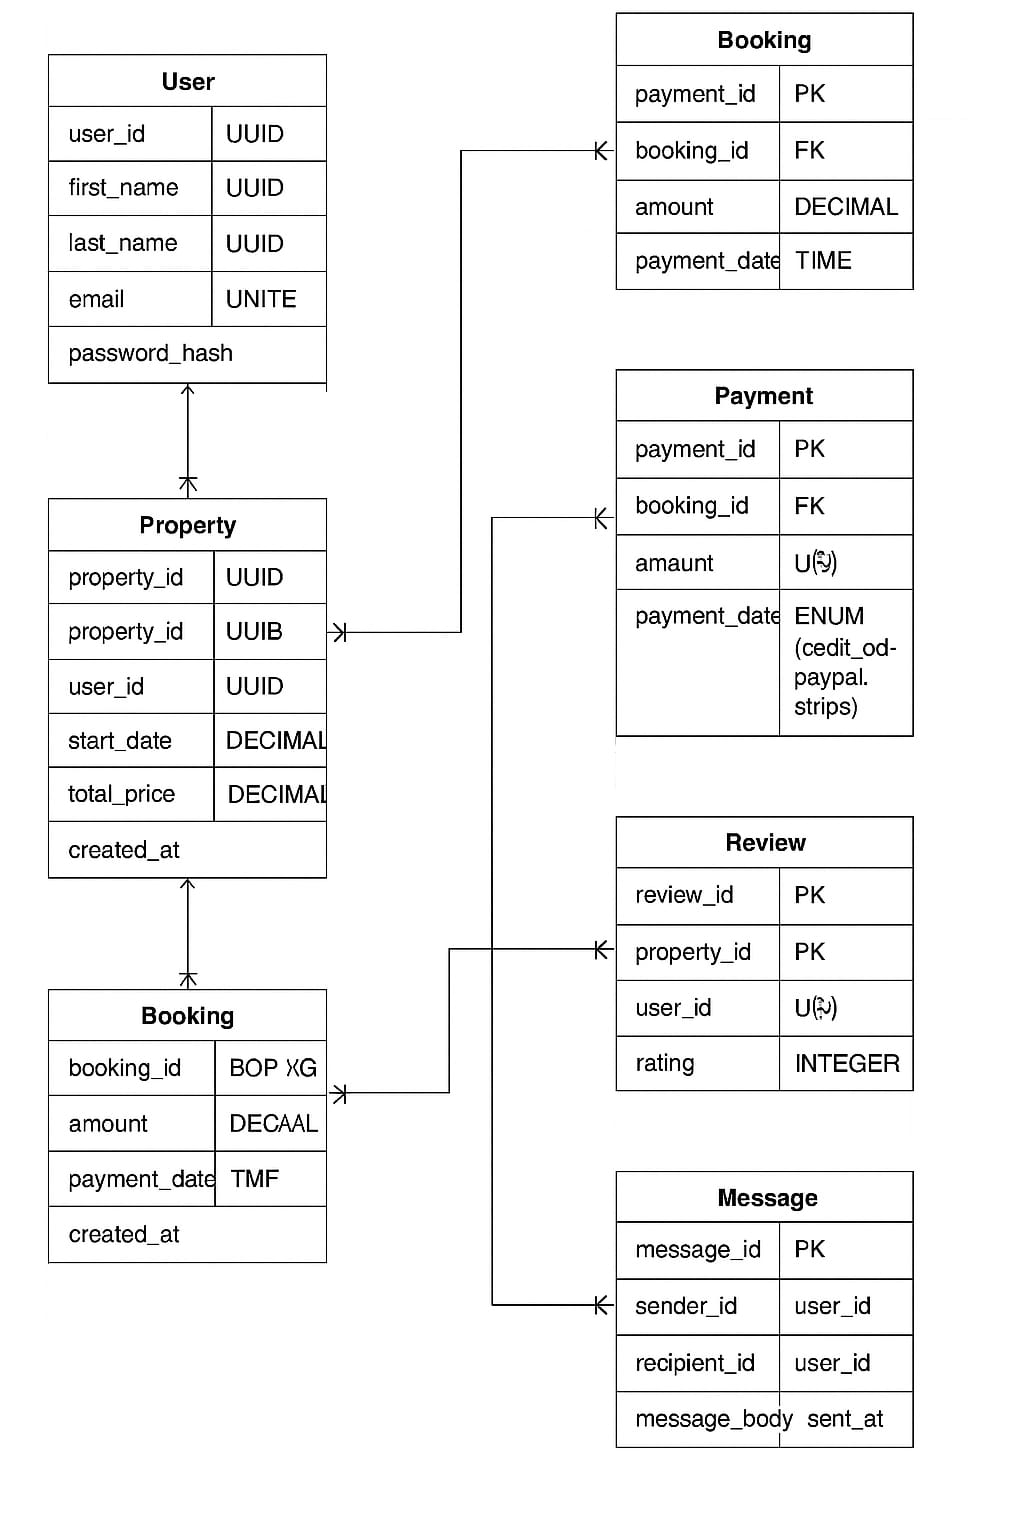 User
user_id UUID
first_name UUID
last_name UUID
email UNITE
password_hash
Property
property_id UUID
property_id UUIB
user_id UUID
start_date DECIMAL
total_price DECIMAL
created_at
Booking
booking_id BOP XG
amount DECAAL
payment_date TMF
created_at
Booking
payment_id PK
booking_id FK
amount DECIMAL
payment_date TIME
Payment
payment_id PK
booking_id FK
amaunt
payment_date ENUM
(cedit_od-
paypal.
strips)
Review
review_id PK
property_id PK
user_id
rating INTEGER
Message
message_id PK
sender_id user_id
recipient_id user_id
message_body sent_at